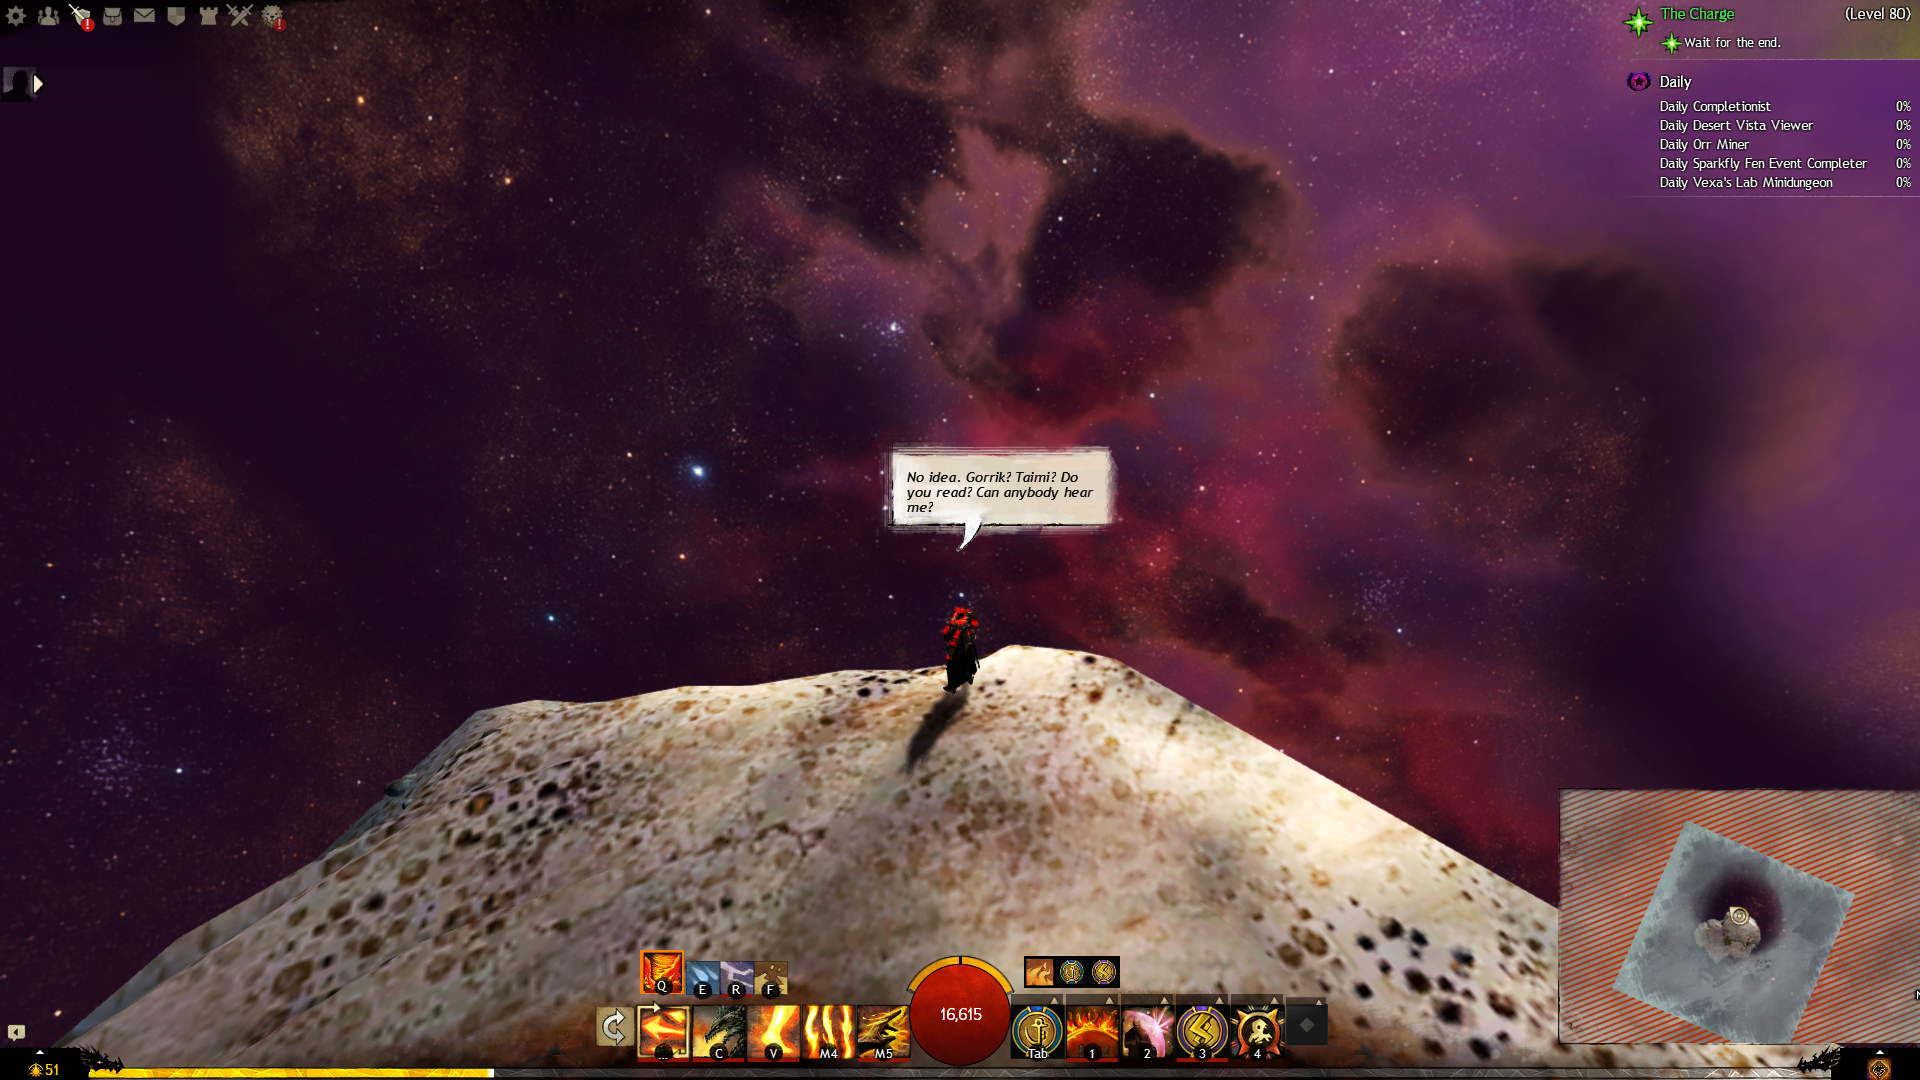 The Charge (Level 80)
Wait for the end.
Daily
Daily Completionist 0%
Daily Desert Vista Viewer 0%
Daily Orr Miner 0%
Daily Sparkfly Fen Event Completer 0%
Daily Vexa's Lab Minidungeon 0%
No idea. Gorrik? Taimi? Do
you read? Can anybody hear
me?
Q E R F
16,615
... C V M4 M5 Tab 1 2 3 4
51